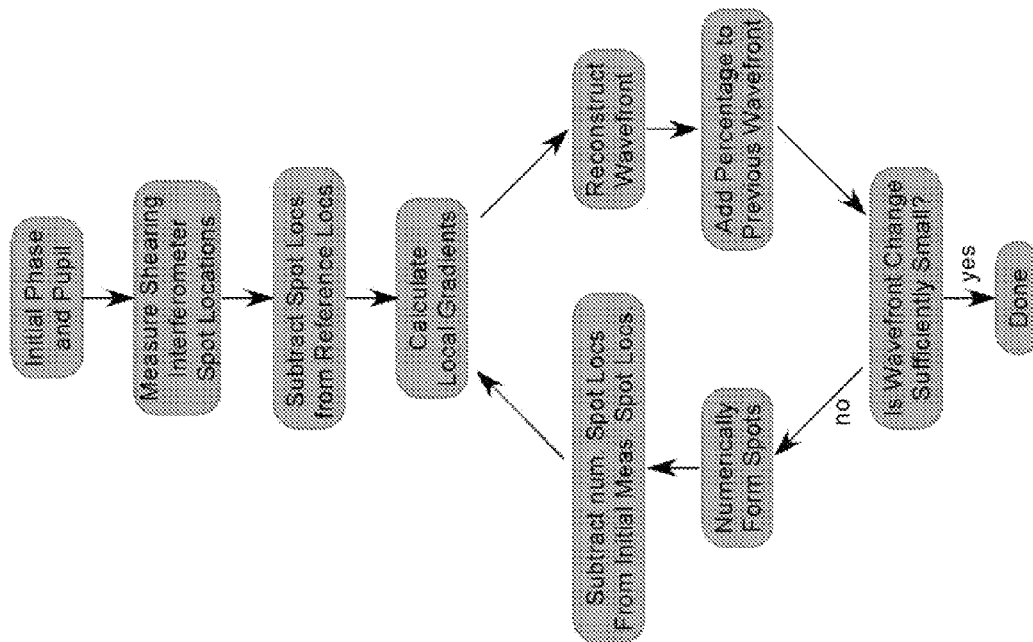 Initial Phase
and Pupil
Measure Shearing
Interferometer
Spot Locations
Subtract Spot Locs.
from Reference Locs.
Calculate
Local Gradients
Reconstruct
Wavefront
Add Percentage to
Previous Wavefront
Is Wavefront Change
Sufficiently Small?
yes
Done
no
Numerically
Form Spots
Subtract num. Spot Locs
From Initial Meas. Spot Locs.